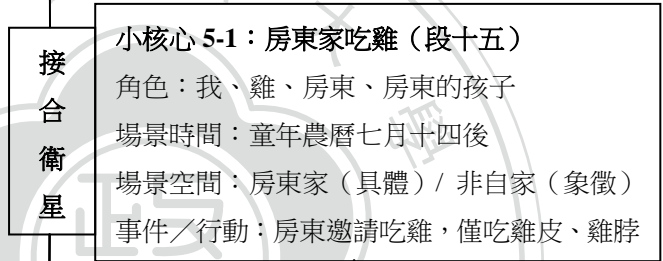 接合衛星
小核心 5-1：房東家吃雞（段十五）
角色：我、雞、房東、房東的孩子
場景時間：童年農曆七月十四後
場景空間：房東家（具體）/ 非自家（象徵）
事件／行動：房東邀請吃雞，僅吃雞皮、雞脖